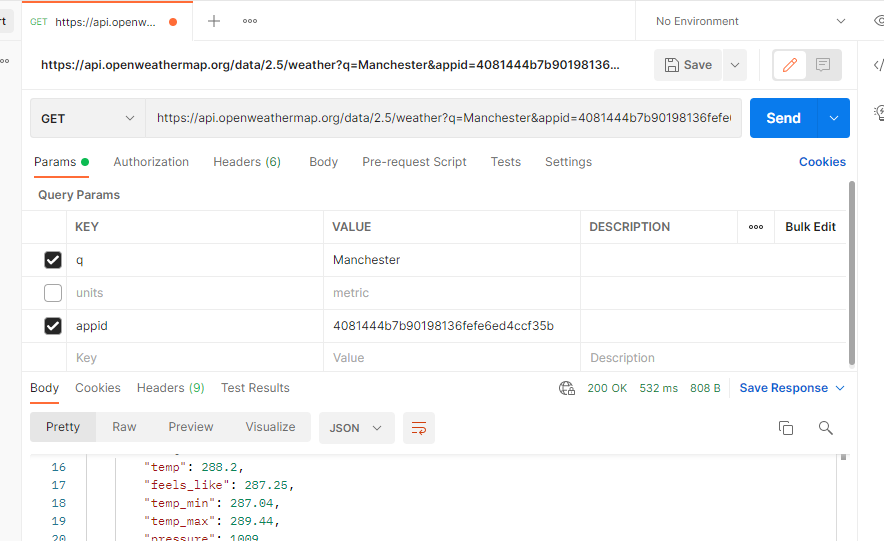 rt
GET https://api.openw...
No Environment
https://api.openweathermap.org/data/2.5/weather?q=Manchester&appid=4081444b7b90198136...
Save
GET
https://api.openweathermap.org/data/2.5/weather?q=Manchester&appid=4081444b7b90198136fefe
Send
Params Authorization Headers (6) Body Pre-request Script Tests Settings Cookies
Query Params
KEY VALUE DESCRIPTION Bulk Edit
q Manchester
units metric
appid 4081444b7b90198136fefe6ed4ccf35b
Key Value Description
Body Cookies Headers (9) Test Results 200 OK 532 ms 808 B Save Response
Pretty Raw Preview Visualize JSON
16 "temp": 288.2,
17 "feels_like": 287.25,
18 "temp_min": 287.04,
19 "temp_max": 289.44,
20 "pressure": 1009